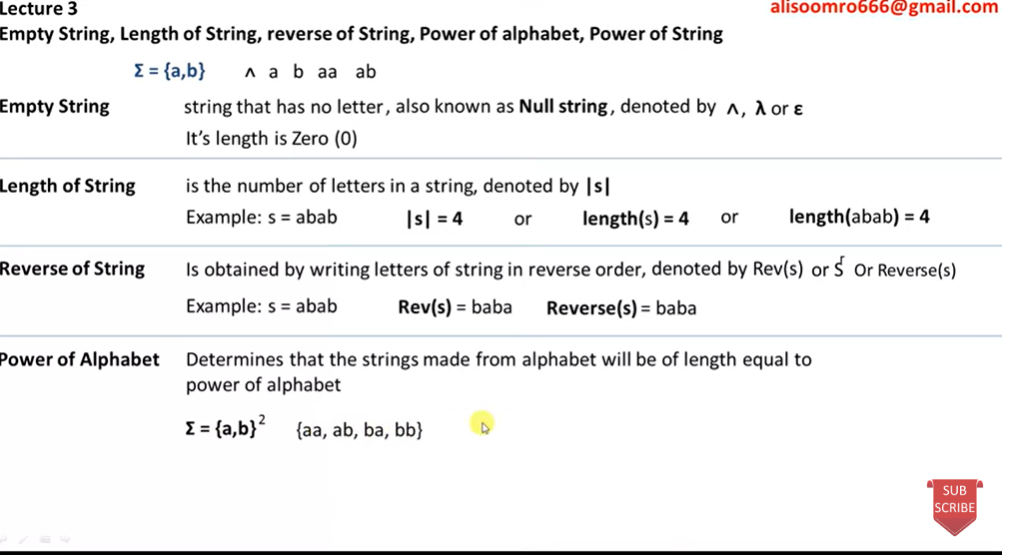 Lecture 3 alisoomro666@gmail.com
Empty String, Length of String, reverse of String, Power of alphabet, Power of String
Σ = {a,b} ʌ a b aa ab
Empty String string that has no letter, also known as Null string, denoted by ʌ, λ or ε
It's length is Zero (0)
Length of String is the number of letters in a string, denoted by |s|
Example: s = abab |s| = 4 or length(s) = 4 or length(abab) = 4
Reverse of String Is obtained by writing letters of string in reverse order, denoted by Rev(s) or Or Reverse(s)
Example: s = abab Rev(s) = baba Reverse(s) = baba
Power of Alphabet Determines that the strings made from alphabet will be of length equal to
power of alphabet
Σ = {a,b}² {aa, ab, ba, bb}
SUB
SCRIBE